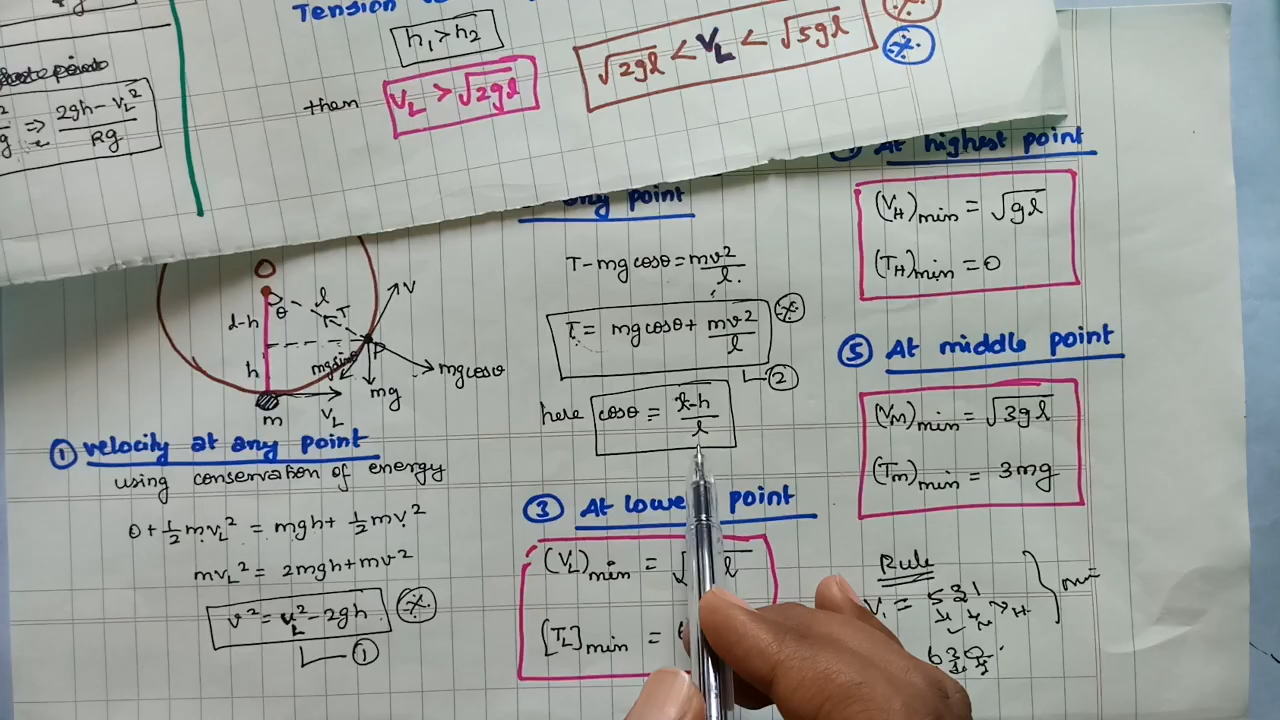 Tension
h₁ > h₂
then V_L > √2gl
√2gl < V_L < √5gl
⇒ (2gh - V_L²)/Rg
any point
T - mg cosθ = mv²/l.
T = mg cosθ + mv²/l
②
here cosθ = (l-h)/l
O
l
θ
T
V
l-h
h
P
mg sinθ
mg cosθ
mg
m
V_L
① velocity at any point
using conservation of energy
0 + ½mV_L² = mgh + ½mv²
mV_L² = 2mgh + mv²
v² = V_L² - 2gh
①
③ At point
(V_L)min = √ l
[T_L]min =
At highest point
(V_H)min = √gl
(T_H)min = 0
⑤ At middle point
(V_M)min = √3gl
(T_m)min = 3mg
Rule
V, = 531
H
630